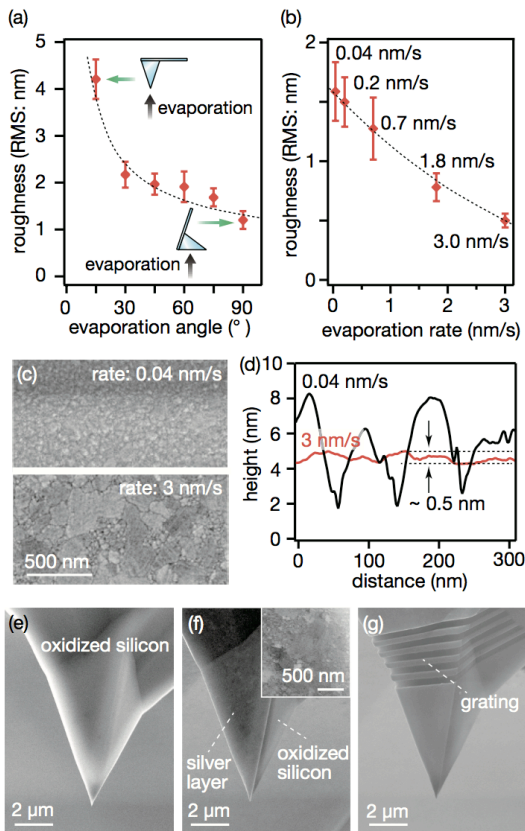 (a)
roughness (RMS: nm)
5
4
3
2
1
0
evaporation
evaporation
0
30
60
90
evaporation angle (°)
(b)
roughness (RMS: nm)
2
1
0
0.04 nm/s
0.2 nm/s
0.7 nm/s
1.8 nm/s
3.0 nm/s
0
1
2
3
evaporation rate (nm/s)
(c)
rate: 0.04 nm/s
rate: 3 nm/s
500 nm
(d)
height (nm)
10
8
6
4
2
0
0.04 nm/s
3 nm/s
~ 0.5 nm
0
100
200
300
distance (nm)
(e)
oxidized silicon
2 μm
(f)
500 nm
silver
layer
oxidized
silicon
2 μm
(g)
grating
2 μm